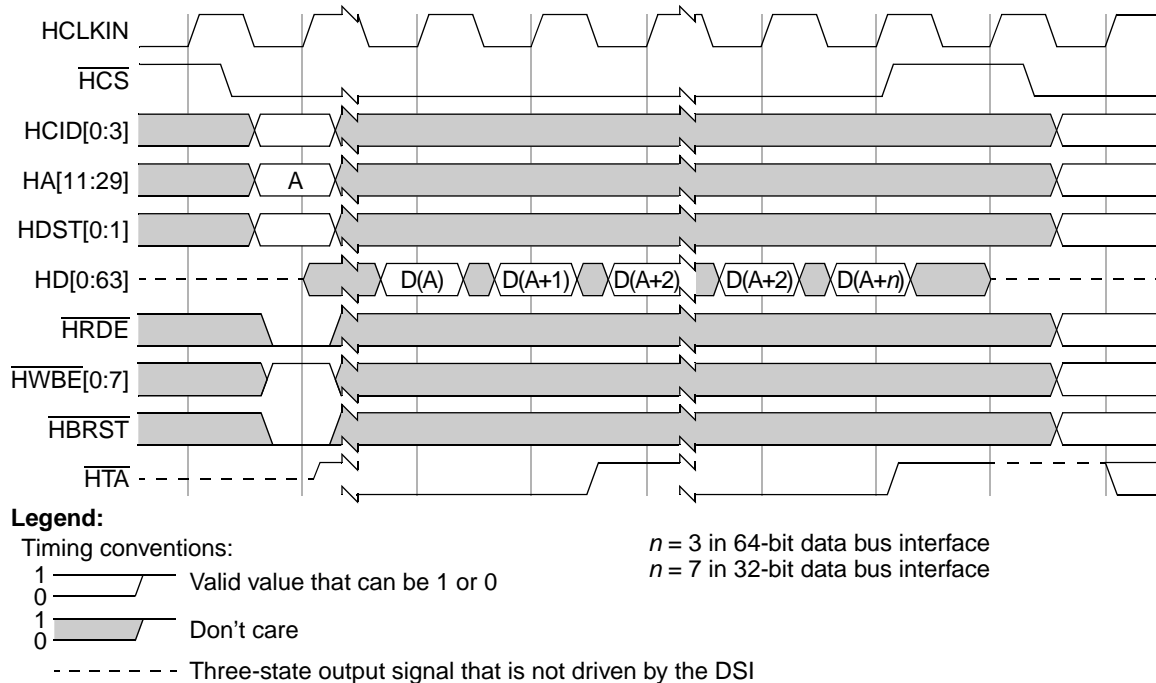 HCLKIN
HCS
HCID[0:3]
HA[11:29] A
HDST[0:1]
HD[0:63] D(A) D(A+1) D(A+2) D(A+2) D(A+n)
HRDE
HWBE[0:7]
HBRST
HTA
Legend:
Timing conventions:
1
0 Valid value that can be 1 or 0
1
0 Don't care
Three-state output signal that is not driven by the DSI
n = 3 in 64-bit data bus interface
n = 7 in 32-bit data bus interface